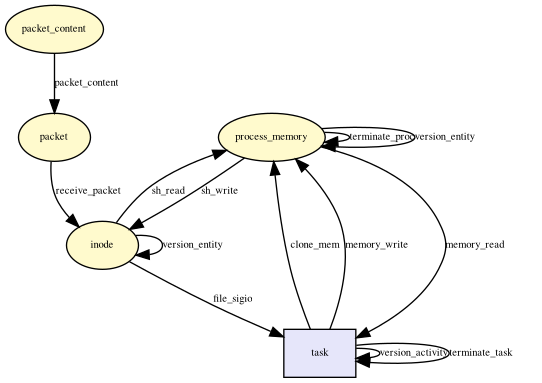 packet_content
packet_content
packet
process_memory
terminate_proc
version_entity
receive_packet
sh_read
sh_write
inode
version_entity
clone_mem
memory_write
memory_read
file_sigio
task
version_activity
terminate_task